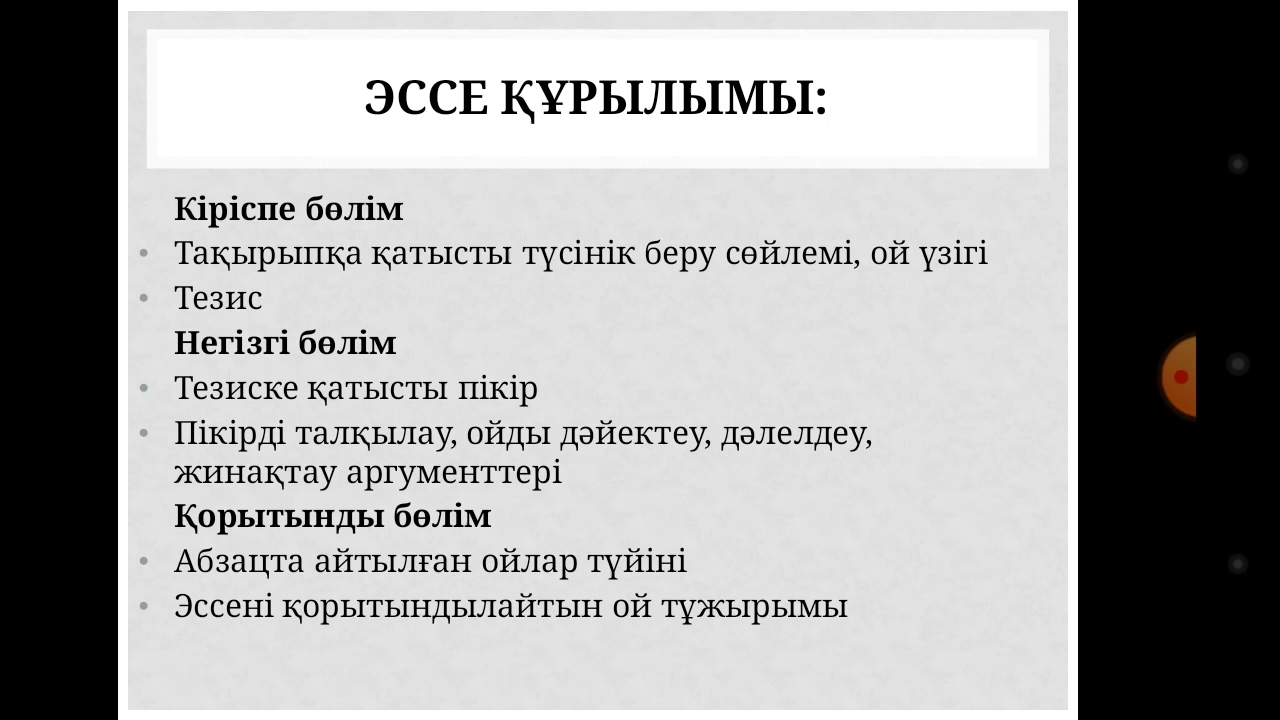 ЭССЕ ҚҰРЫЛЫМЫ:
Кіріспе бөлім
• Тақырыпқа қатысты түсінік беру сөйлемі, ой үзігі
• Тезис
Негізгі бөлім
• Тезиске қатысты пікір
• Пікірді талқылау, ойды дәйектеу, дәлелдеу,
жинақтау аргументтері
Қорытынды бөлім
• Абзацта айтылған ойлар түйіні
• Эссені қорытындылайтын ой тұжырымы